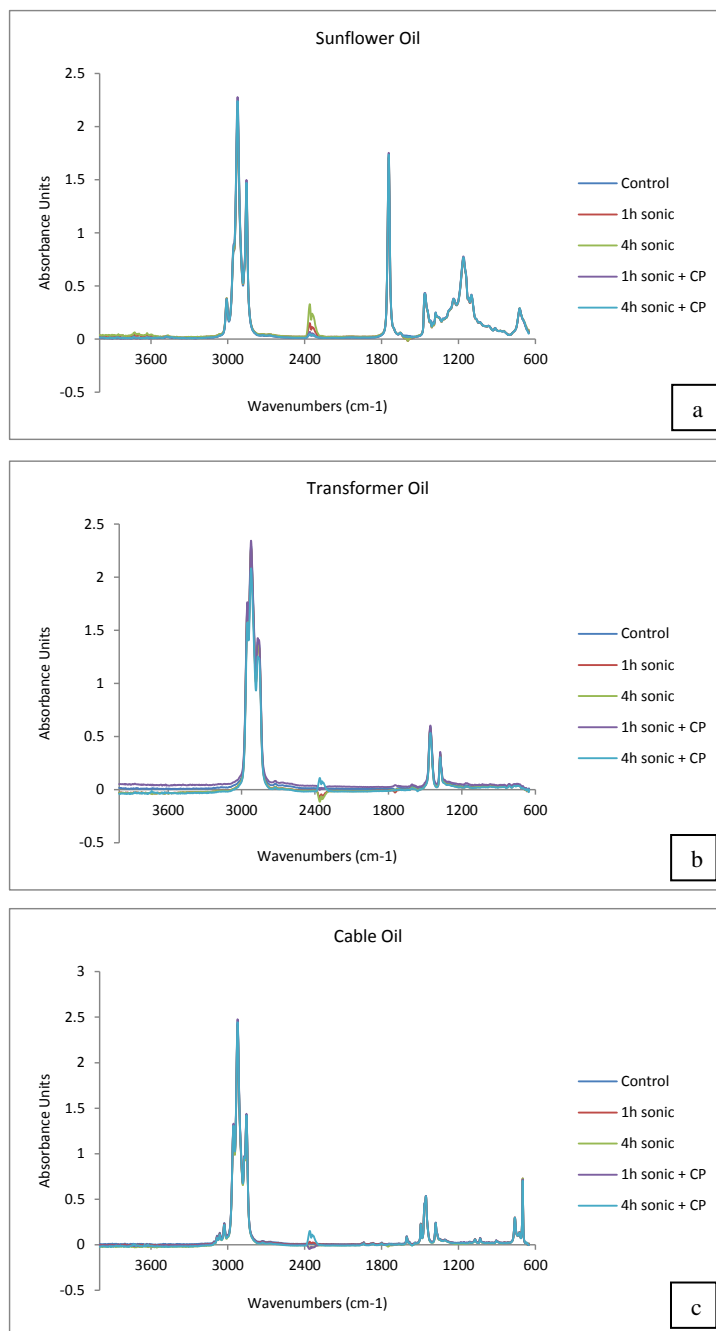 Sunflower Oil
2.5
2
1.5
1
0.5
0
-0.5
Absorbance Units
3600 3000 2400 1800 1200 600
Wavenumbers (cm-1)
Control
1h sonic
4h sonic
1h sonic + CP
4h sonic + CP
a
Transformer Oil
2.5
2
1.5
1
0.5
0
-0.5
Absorbance Units
3600 3000 2400 1800 1200 600
Wavenumbers (cm-1)
Control
1h sonic
4h sonic
1h sonic + CP
4h sonic + CP
b
Cable Oil
3
2.5
2
1.5
1
0.5
0
-0.5
Absorbance Units
3600 3000 2400 1800 1200 600
Wavenumbers (cm-1)
Control
1h sonic
4h sonic
1h sonic + CP
4h sonic + CP
c